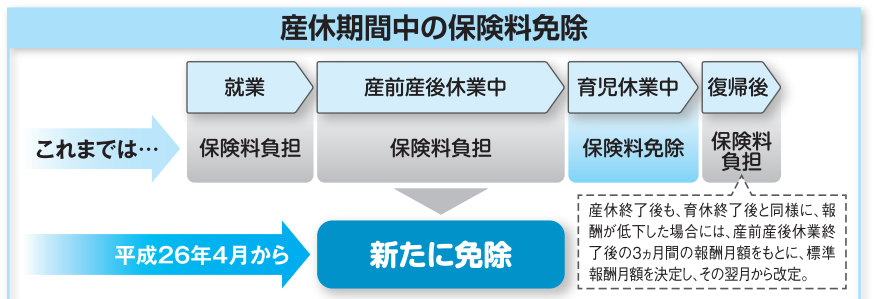 産休期間中の保険料免除
就業
産前産後休業中
育児休業中
復帰後
これまでは…
保険料負担
保険料負担
保険料免除
保険料
負担
平成26年4月から
新たに免除
産休終了後も、育休終了後と同様に、報
酬が低下した場合には、産前産後休業終
了後の3ヵ月間の報酬月額をもとに、標準
報酬月額を決定し、その翌月から改定。